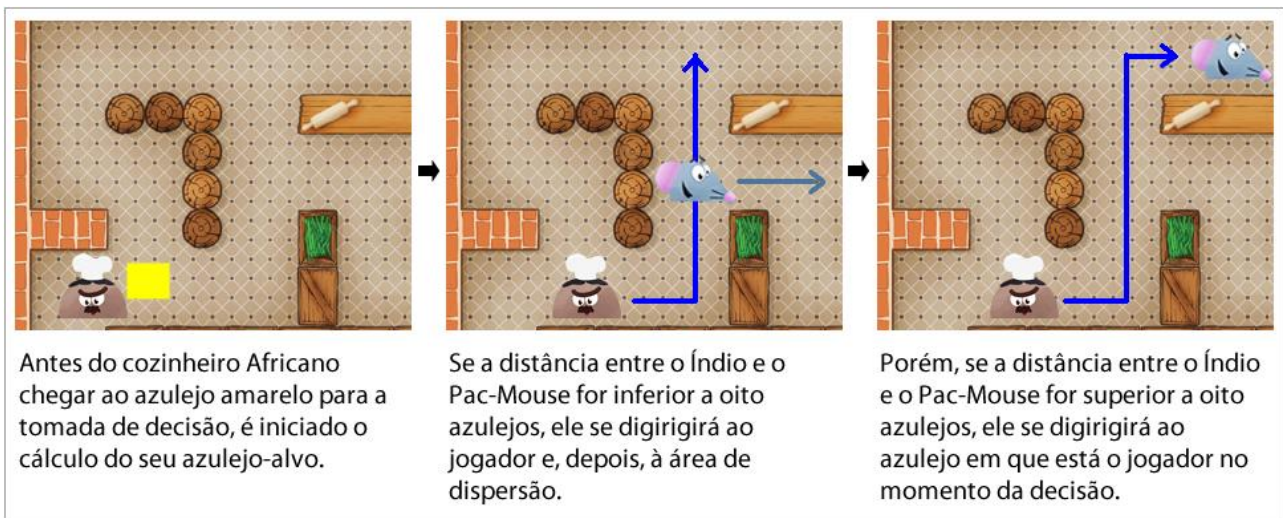 Antes do cozinheiro Africano
chegar ao azulejo amarelo para a
tomada de decisão, é iniciado o
cálculo do seu azulejo-alvo.
Se a distância entre o Índio e o
Pac-Mouse for inferior a oito
azulejos, ele se digirigirá ao
jogador e, depois, à área de
dispersão.
Porém, se a distância entre o Índio
e o Pac-Mouse for superior a oito
azulejos, ele se digirigirá ao
azulejo em que está o jogador no
momento da decisão.